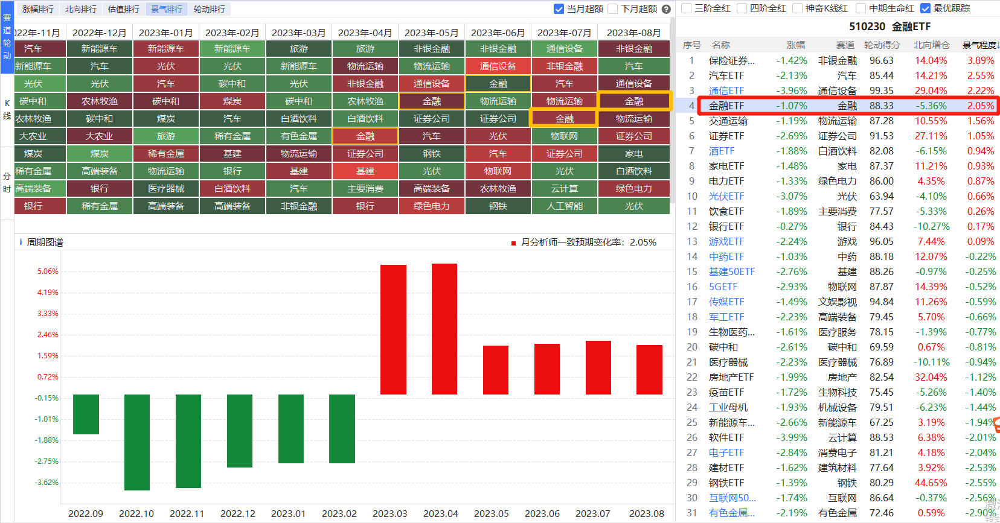 赛道轮动
K线
分时
涨幅排行 北向排行 估值排行 景气排行 轮动排行 当月超额 下月超额 ?
022年-11月 2022年-12月 2023年-01月 2023年-02月 2023年-03月 2023年-04月 2023年-05月 2023年-06月 2023年-07月 2023年-08月
汽车 新能源车 新能源车 新能源车 旅游 旅游 非银金融 非银金融 通信设备 非银金融
新能源车 汽车 光伏 光伏 新能源车 物流运输 物流运输 通信设备 非银金融 汽车
光伏 光伏 汽车 碳中和 光伏 非银金融 通信设备 金融 汽车 通信设备
碳中和 农林牧渔 碳中和 煤炭 碳中和 农林牧渔 金融 物流运输 物流运输 金融
农林牧渔 碳中和 煤炭 汽车 白酒饮料 白酒饮料 证券公司 证券公司 金融 物流运输
大农业 大农业 旅游 稀有金属 有色金属 金融 汽车 光伏 物联网 证券公司
煤炭 煤炭 稀有金属 基建 物流运输 证券公司 钢铁 汽车 证券公司 家电
稀有金属 高端装备 物流运输 银行 基建 基建 光伏 物联网 光伏 白酒饮料
高端装备 银行 医疗器械 白酒饮料 汽车 主要消费 高端装备 农林牧渔 云计算 绿色电力
银行 稀有金属 高端装备 高端装备 非银金融 银行 绿色电力 钢铁 人工智能 光伏
周期图谱 月分析师一致预期变化率：2.05%
5.06%
4.19%
3.33%
2.46%
1.59%
0.72%
-0.15%
-1.01%
-1.88%
-2.75%
-3.62%
2022.09 2022.10 2022.11 2022.12 2023.01 2023.02 2023.03 2023.04 2023.05 2023.06 2023.07 2023.08
三阶全红 四阶全红 神奇K线红 中期生命红 最优跟踪
510230 金融ETF
序号 名称 涨幅 赛道 轮动得分 北向增仓 景气程度↓
1 保险证券... -1.42% 非银金融 96.63 14.04% 3.89%
2 汽车ETF -2.13% 汽车 85.44 14.21% 2.55%
3 通信ETF -3.96% 通信设备 99.35 29.04% 2.22%
4 金融ETF -1.07% 金融 88.33 -5.36% 2.05%
5 交通运输 -1.19% 物流运输 87.28 10.55% 1.56%
6 证券ETF -2.69% 证券公司 91.53 27.11% 1.05%
7 酒ETF -1.88% 白酒饮料 82.08 -6.15% 0.94%
8 家电ETF -1.48% 家电 87.37 11.21% 0.93%
9 电力ETF -1.33% 绿色电力 86.00 4.35% 0.87%
10 光伏ETF -3.07% 光伏 63.94 -4.10% 0.66%
11 饮食ETF -1.89% 主要消费 77.57 -5.33% 0.26%
12 银行ETF -0.27% 银行 84.43 -10.27% 0.17%
13 游戏ETF -2.24% 游戏 96.05 7.44% 0.09%
14 中药ETF -1.03% 中药 88.18 12.07% -0.22%
15 基建50ETF -2.76% 基建 88.26 -0.97% -0.25%
16 5GETF -2.93% 物联网 87.87 14.39% -0.52%
17 传媒ETF -1.49% 文娱影视 94.84 11.26% -0.59%
18 军工ETF -2.23% 高端装备 79.45 5.70% -0.66%
19 生物医药... -1.61% 医疗服务 78.15 -1.39% -0.77%
20 碳中和 -2.61% 碳中和 69.59 0.67% -0.81%
21 医疗器械 -2.23% 医疗器械 76.89 -10.11% -0.94%
22 房地产ETF -1.99% 房地产 82.54 32.04% -1.12%
23 疫苗ETF -1.72% 生物科技 75.45 -5.26% -1.40%
24 工业母机 -1.93% 机械设备 79.51 -6.23% -1.44%
25 新能源车... -2.66% 新能源车 67.25 3.19% -1.94%
26 软件ETF -3.99% 云计算 88.53 6.38% -2.01%
27 电子ETF -2.84% 消费电子 81.21 4.18% -2.04%
28 建材ETF -1.62% 建筑材料 77.64 3.92% -2.53%
29 钢铁ETF -1.39% 钢铁 80.29 44.65% -2.55%
30 互联网50... -1.74% 互联网 86.64 -0.37% -2.56%
31 有色金属... -2.19% 有色金属 72.46 0.59% -2.90%